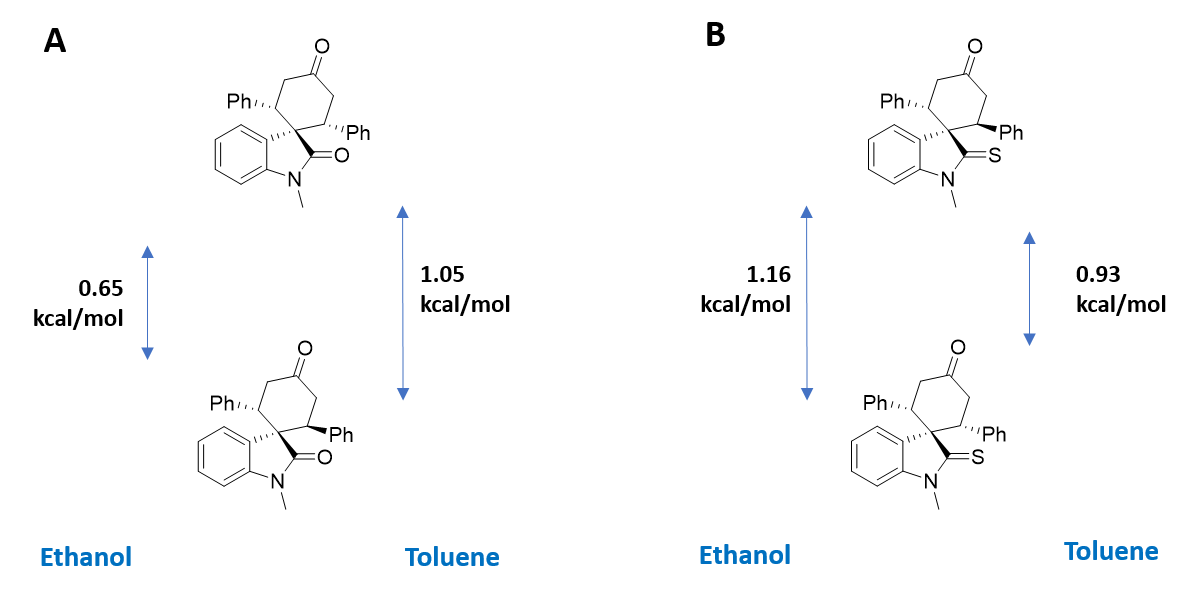 A
B
O
Ph
Ph
O
N
O
Ph
Ph
S
N
0.65
kcal/mol
1.05
kcal/mol
1.16
kcal/mol
0.93
kcal/mol
O
Ph
Ph
O
N
O
Ph
Ph
S
N
Ethanol
Toluene
Ethanol
Toluene